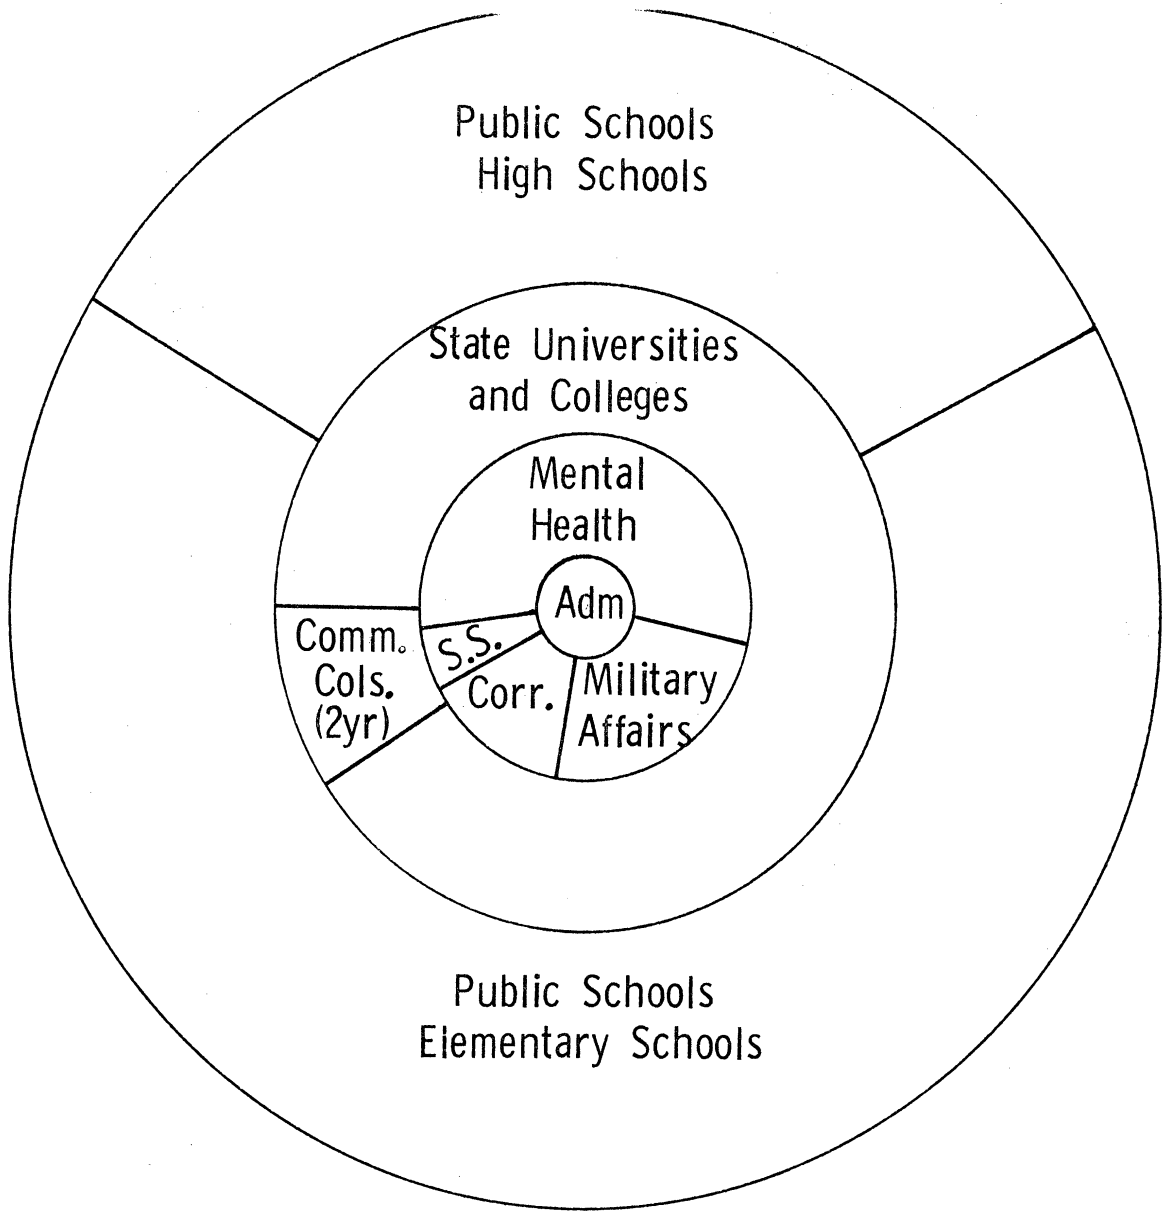 Public Schools
High Schools
State Universities
and Colleges
Mental
Health
Adm
S.S.
Comm.
Cols.
(2yr)
Corr.
Military
Affairs
Public Schools
Elementary Schools